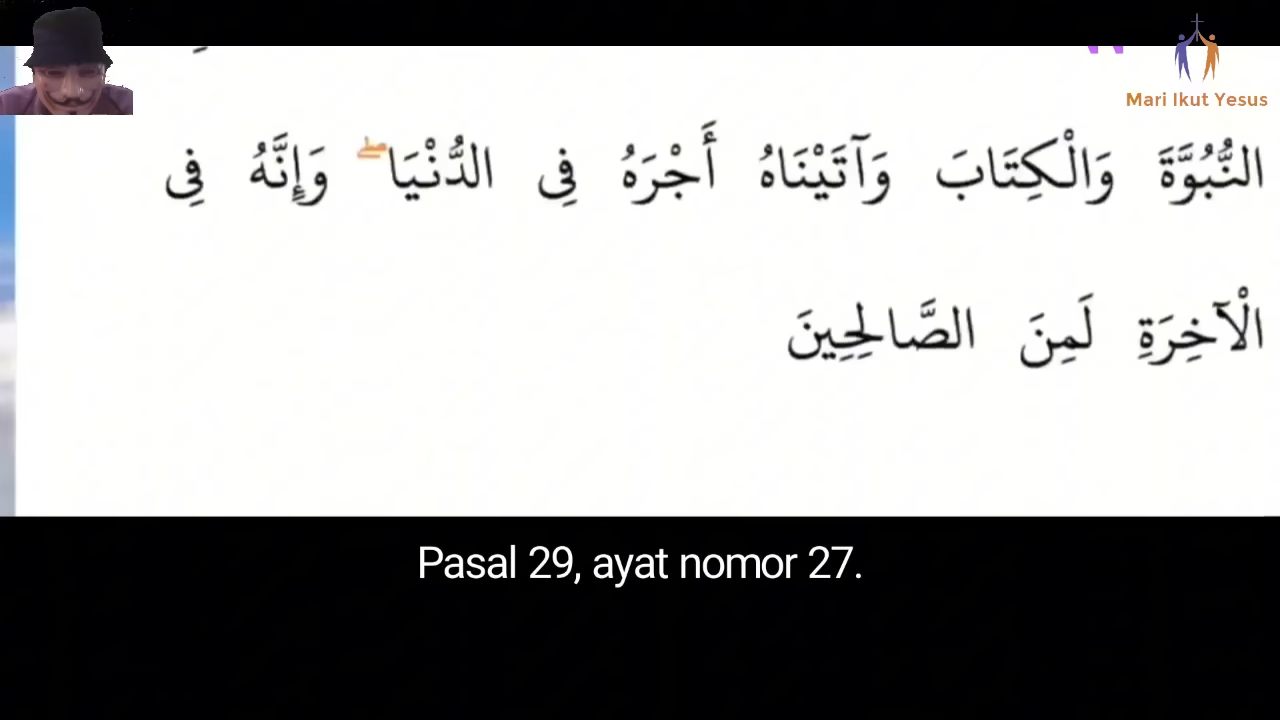 Mari Ikut Yesus
النُّبُوَّةَ وَالْكِتَابَ وَآتَيْنَاهُ أَجْرَهُ فِى الدُّنْيَا ۖ وَإِنَّهُ فِى
الْآخِرَةِ لَمِنَ الصَّالِحِينَ
Pasal 29, ayat nomor 27.